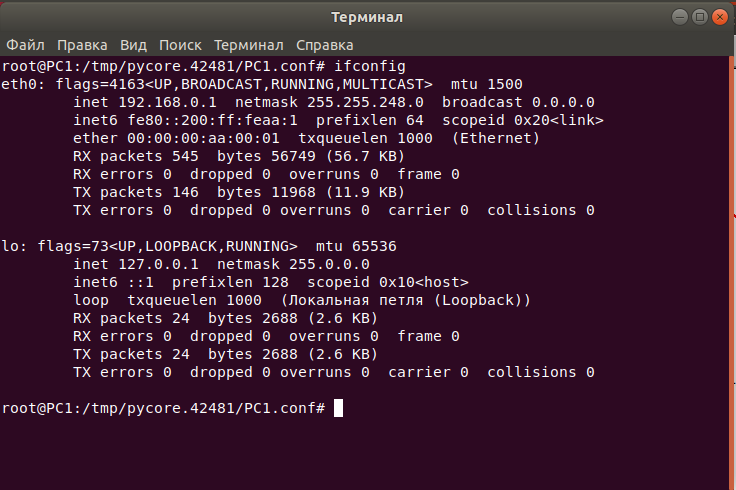 Терминал
Файл Правка Вид Поиск Терминал Справка
root@PC1:/tmp/pycore.42481/PC1.conf# ifconfig
eth0: flags=4163<UP,BROADCAST,RUNNING,MULTICAST>  mtu 1500
        inet 192.168.0.1  netmask 255.255.248.0  broadcast 0.0.0.0
        inet6 fe80::200:ff:feaa:1  prefixlen 64  scopeid 0x20<link>
        ether 00:00:00:aa:00:01  txqueuelen 1000  (Ethernet)
        RX packets 545  bytes 56749 (56.7 KB)
        RX errors 0  dropped 0  overruns 0  frame 0
        TX packets 146  bytes 11968 (11.9 KB)
        TX errors 0  dropped 0 overruns 0  carrier 0  collisions 0

lo: flags=73<UP,LOOPBACK,RUNNING>  mtu 65536
        inet 127.0.0.1  netmask 255.0.0.0
        inet6 ::1  prefixlen 128  scopeid 0x10<host>
        loop  txqueuelen 1000  (Локальная петля (Loopback))
        RX packets 24  bytes 2688 (2.6 KB)
        RX errors 0  dropped 0  overruns 0  frame 0
        TX packets 24  bytes 2688 (2.6 KB)
        TX errors 0  dropped 0 overruns 0  carrier 0  collisions 0

root@PC1:/tmp/pycore.42481/PC1.conf#